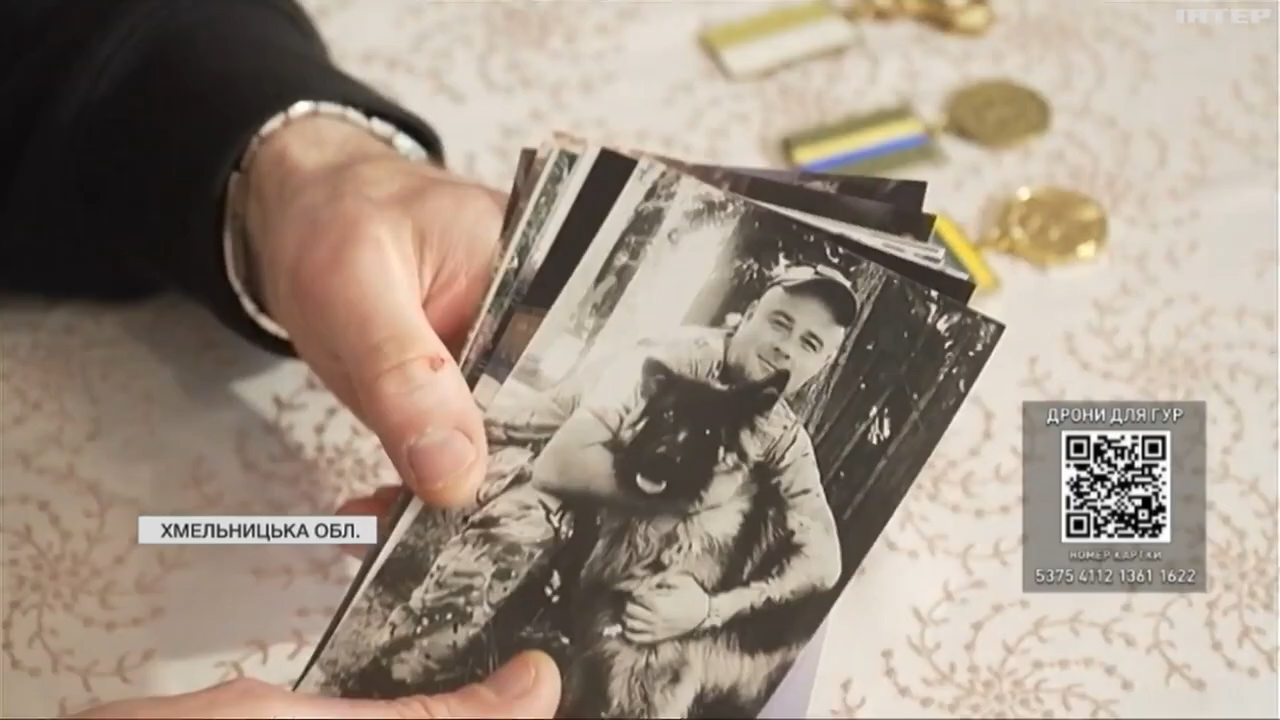 ІНТЕР
ДРОНИ ДЛЯ ГУР
НОМЕР КАРТКИ
5375 4112 1361 1622
ХМЕЛЬНИЦЬКА ОБЛ.